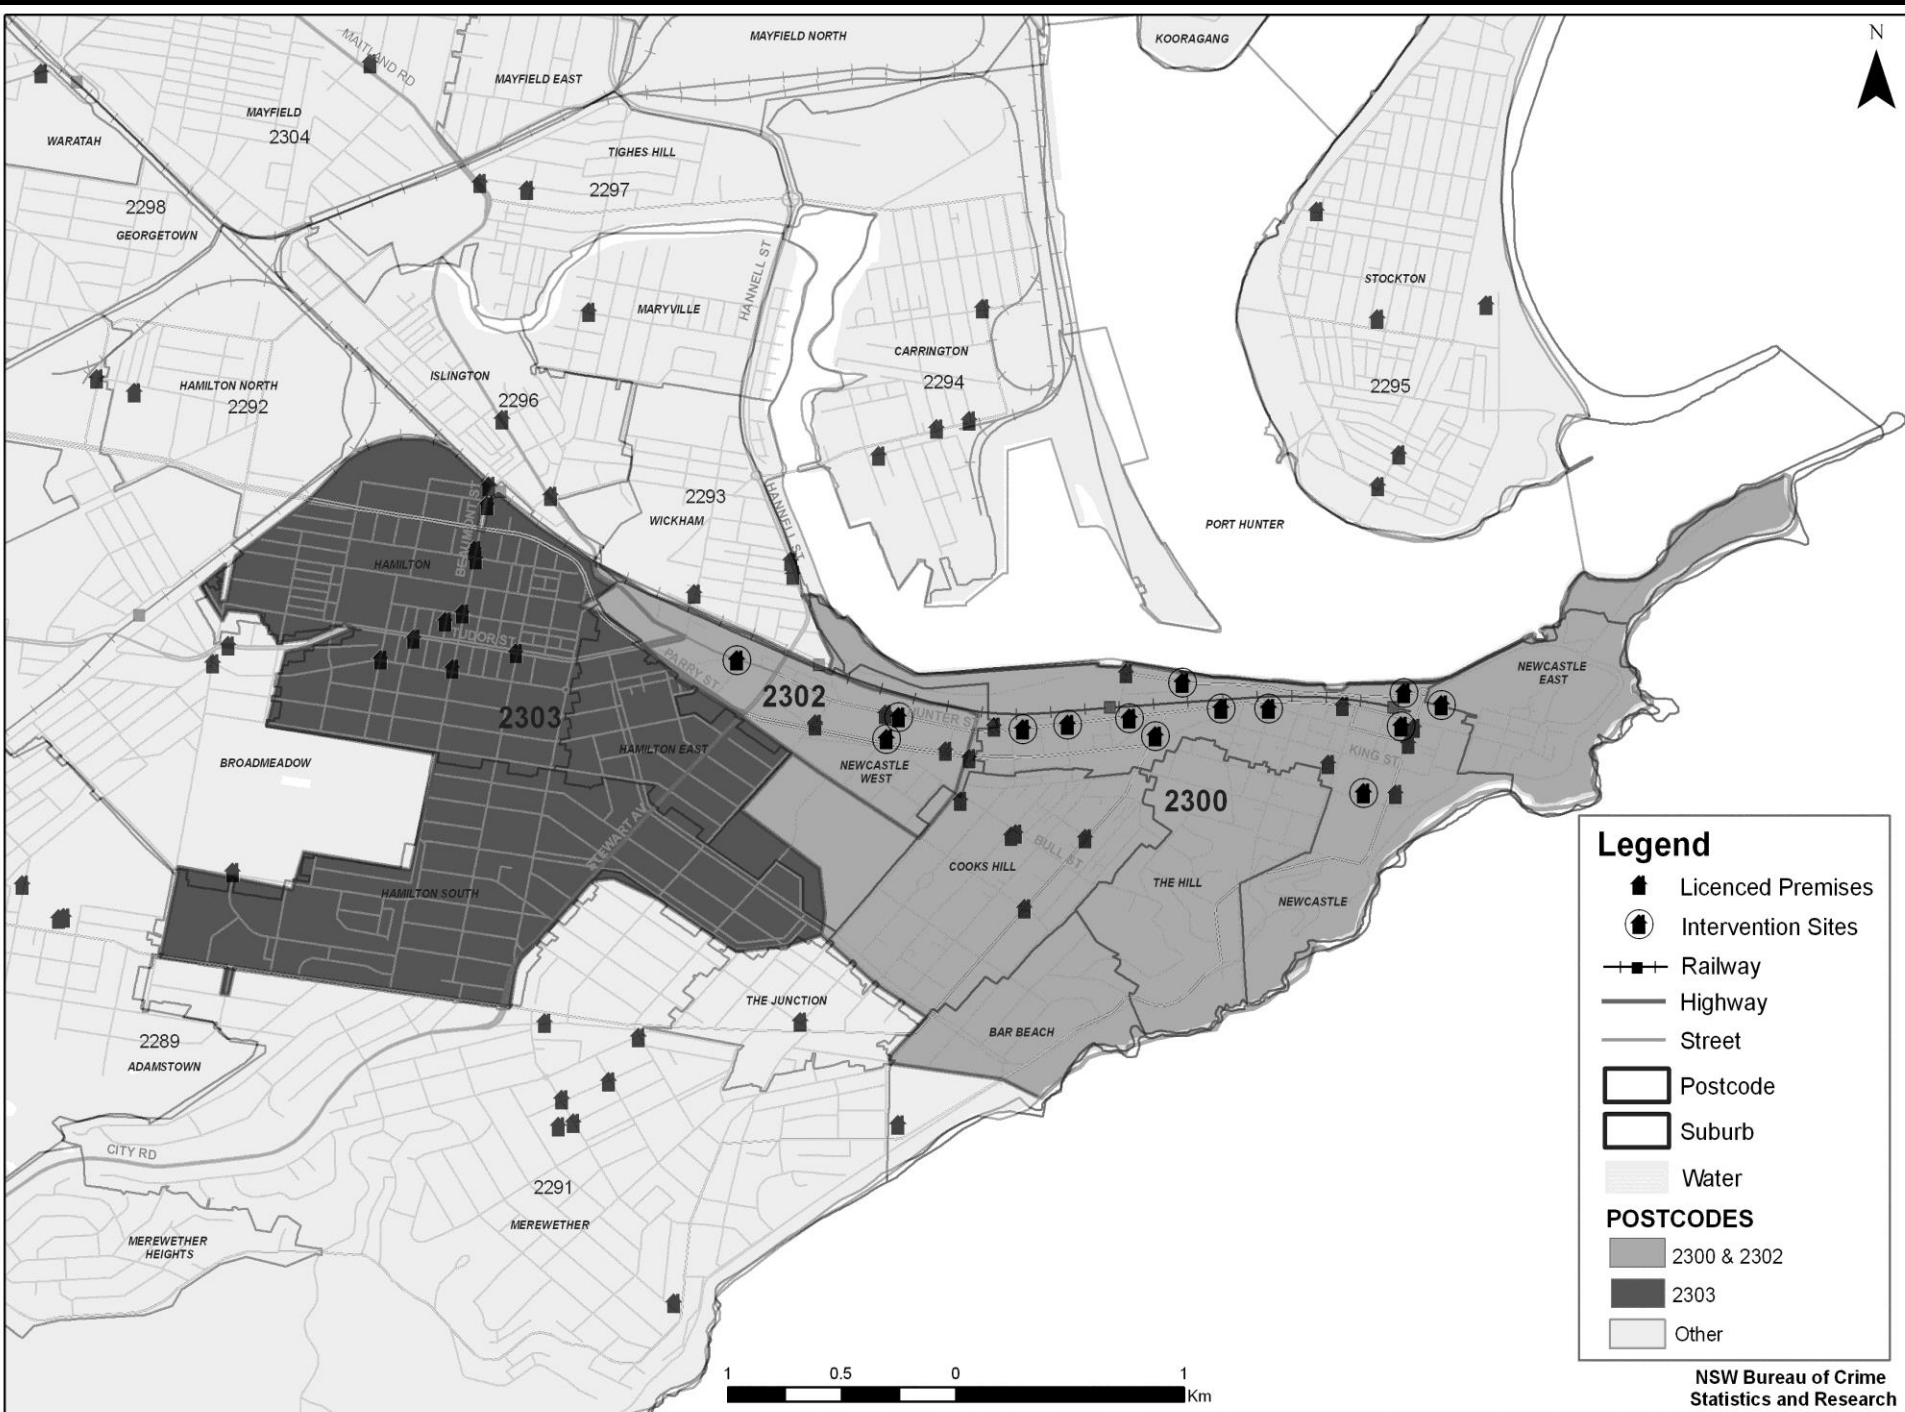 MAYFIELD NORTH
KOORAGANG
N
MAITLAND RD
MAYFIELD EAST
MAYFIELD
2304
WARATAH
TIGHES HILL
2297
2298
GEORGETOWN
HANNELL ST
STOCKTON
MARYVILLE
CARRINGTON
2294
ISLINGTON
2296
HAMILTON NORTH
2292
2295
2293
WICKHAM
HANNELL ST
PORT HUNTER
BEAUMONT ST
HAMILTON
TUDOR ST
PARRY ST
2302
2303
HUNTER ST
NEWCASTLE
EAST
HAMILTON EAST
BROADMEADOW
NEWCASTLE
WEST
KING ST
2300
STEWART AV
BULL ST
COOKS HILL
THE HILL
HAMILTON SOUTH
NEWCASTLE
THE JUNCTION
BAR BEACH
2289
ADAMSTOWN
CITY RD
2291
MEREWETHER
MEREWETHER
HEIGHTS
Legend
Licenced Premises
Intervention Sites
Railway
Highway
Street
Postcode
Suburb
Water
POSTCODES
2300 & 2302
2303
Other
1 0.5 0 1
Km
NSW Bureau of Crime
Statistics and Research